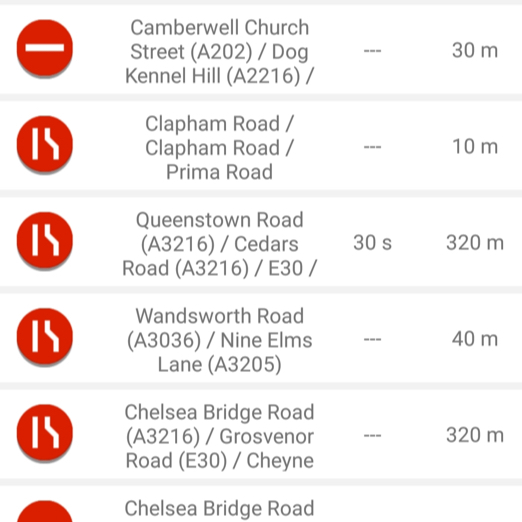 Camberwell Church
Street (A202) / Dog
Kennel Hill (A2216) /
---
30 m
Clapham Road /
Clapham Road /
Prima Road
---
10 m
Queenstown Road
(A3216) / Cedars
Road (A3216) / E30 /
30 s
320 m
Wandsworth Road
(A3036) / Nine Elms
Lane (A3205)
---
40 m
Chelsea Bridge Road
(A3216) / Grosvenor
Road (E30) / Cheyne
---
320 m
Chelsea Bridge Road